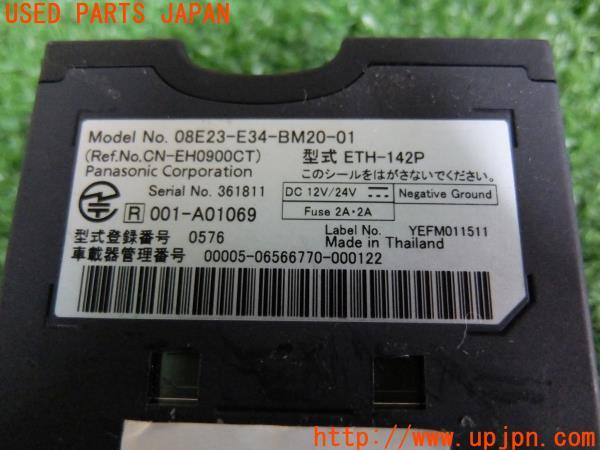 USED PARTS JAPAN
Model No. 08E23-E34-BM20-01
(Ref.No.CN-EH0900CT) 型式 ETH-142P
Panasonic Corporation このシールをはがさないでください
Serial No. 361811 DC 12V/24V Negative Ground
R 001-A01069 Fuse 2A・2A
型式登録番号 0576 Label No. YEFM011511
Made in Thailand
車載器管理番号 00005-06566770-000122
http://www.upjpn.com/